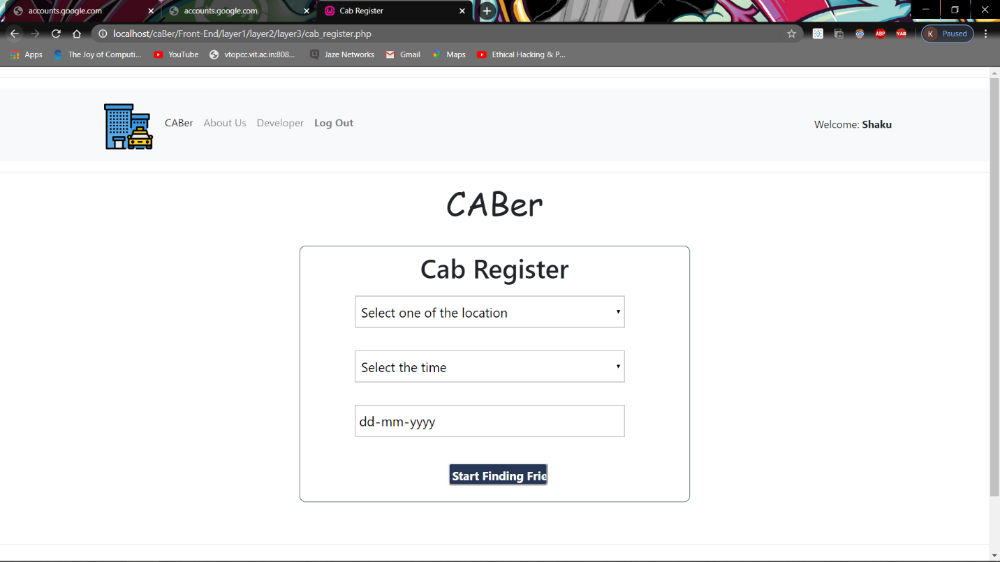 accounts.google.com
accounts.google.com
Cab Register
localhost/caBer/Front-End/layer1/layer2/layer3/cab_register.php
ABP
YAB
K Paused
Apps
The Joy of Computi...
YouTube
vtopcc.vit.ac.in:808...
Jaze Networks
Gmail
Maps
Ethical Hacking & P...
CABer
About Us
Developer
Log Out
Welcome: Shaku
CABer
Cab Register
Select one of the location
Select the time
dd-mm-yyyy
Start Finding Frie